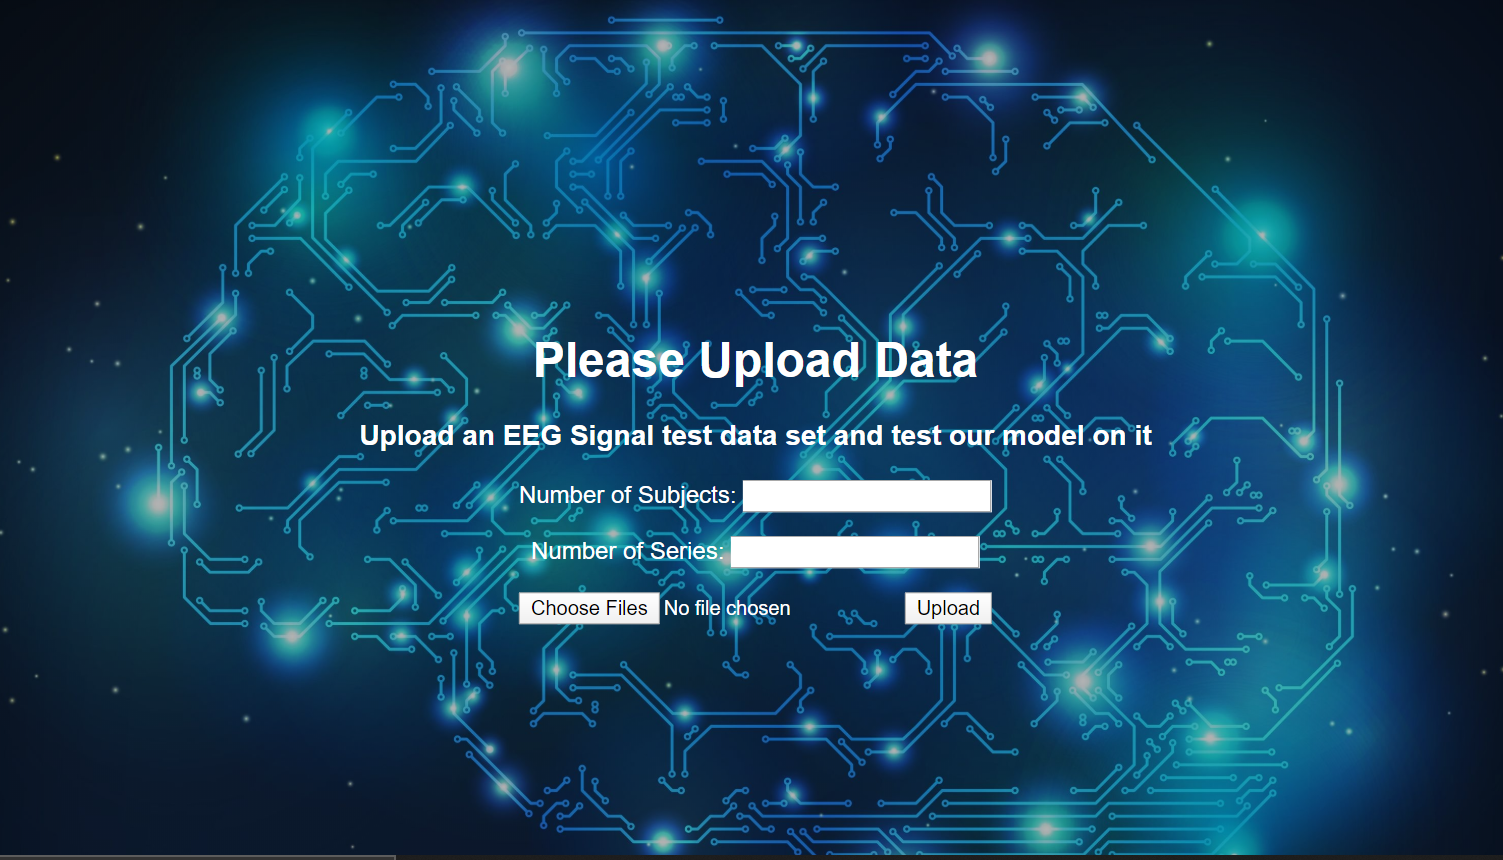 Please Upload Data
Upload an EEG Signal test data set and test our model on it
Number of Subjects:
Number of Series:
Choose Files No file chosen Upload